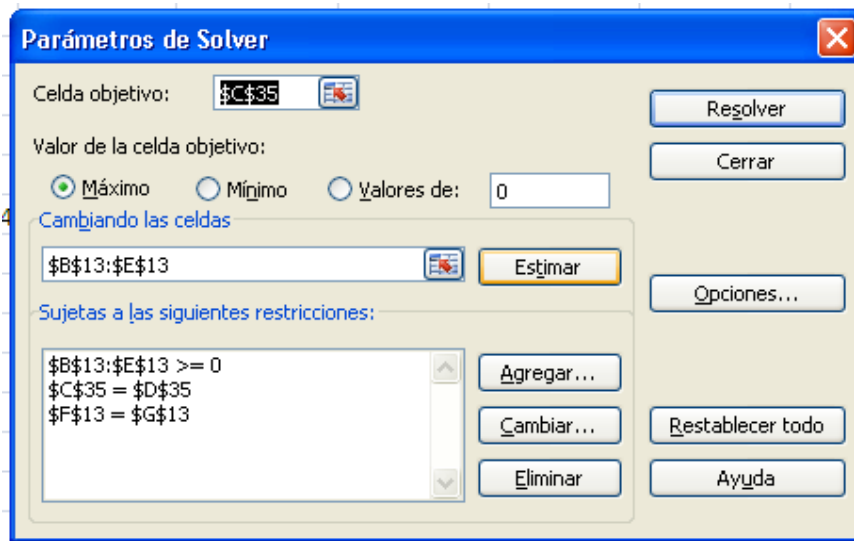 Parámetros de Solver
Celda objetivo: $C$35
Resolver
Valor de la celda objetivo:
Cerrar
Máximo Mínimo Valores de: 0
4
Cambiando las celdas
$B$13:$E$13 Estimar
Opciones...
Sujetas a las siguientes restricciones:
$B$13:$E$13 >= 0
$C$35 = $D$35
$F$13 = $G$13
Agregar...
Cambiar...
Restablecer todo
Eliminar
Ayuda